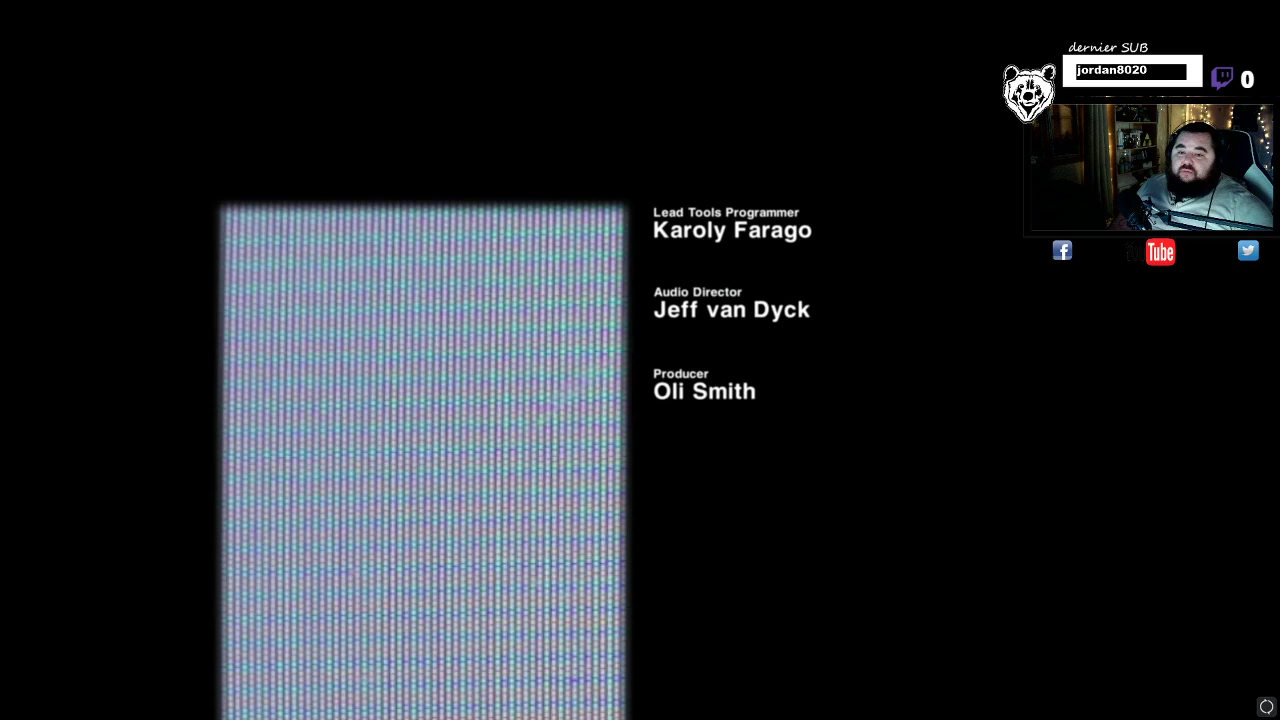 dernier SUB
jordan8020
0
Lead Tools Programmer
Karoly Farago
Audio Director
Jeff van Dyck
Producer
Oli Smith
f
Tube